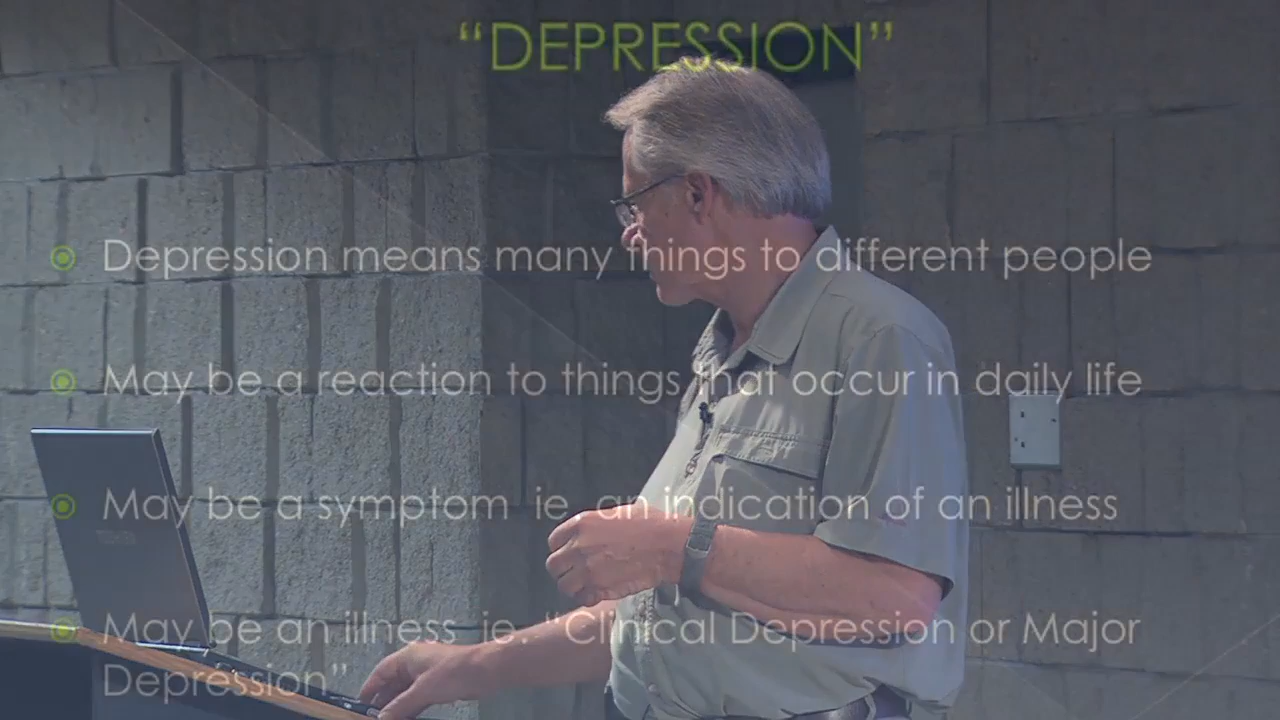 “DEPRESSION”
Depression means many things to different people
May be a reaction to things that occur in daily life
May be a symptom ie. an indication of an illness
May be an illness ie. “Clinical Depression or Major
Depression”